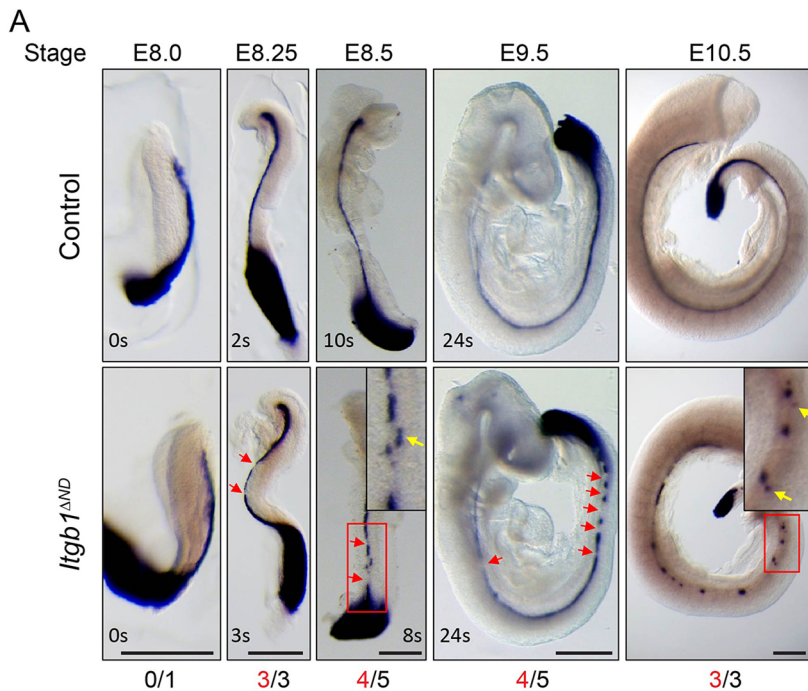 A
Stage E8.0 E8.25 E8.5 E9.5 E10.5
Control
0s 2s 10s 24s
Itgb1ΔND
0s 3s 8s 24s
0/1 3/3 4/5 4/5 3/3